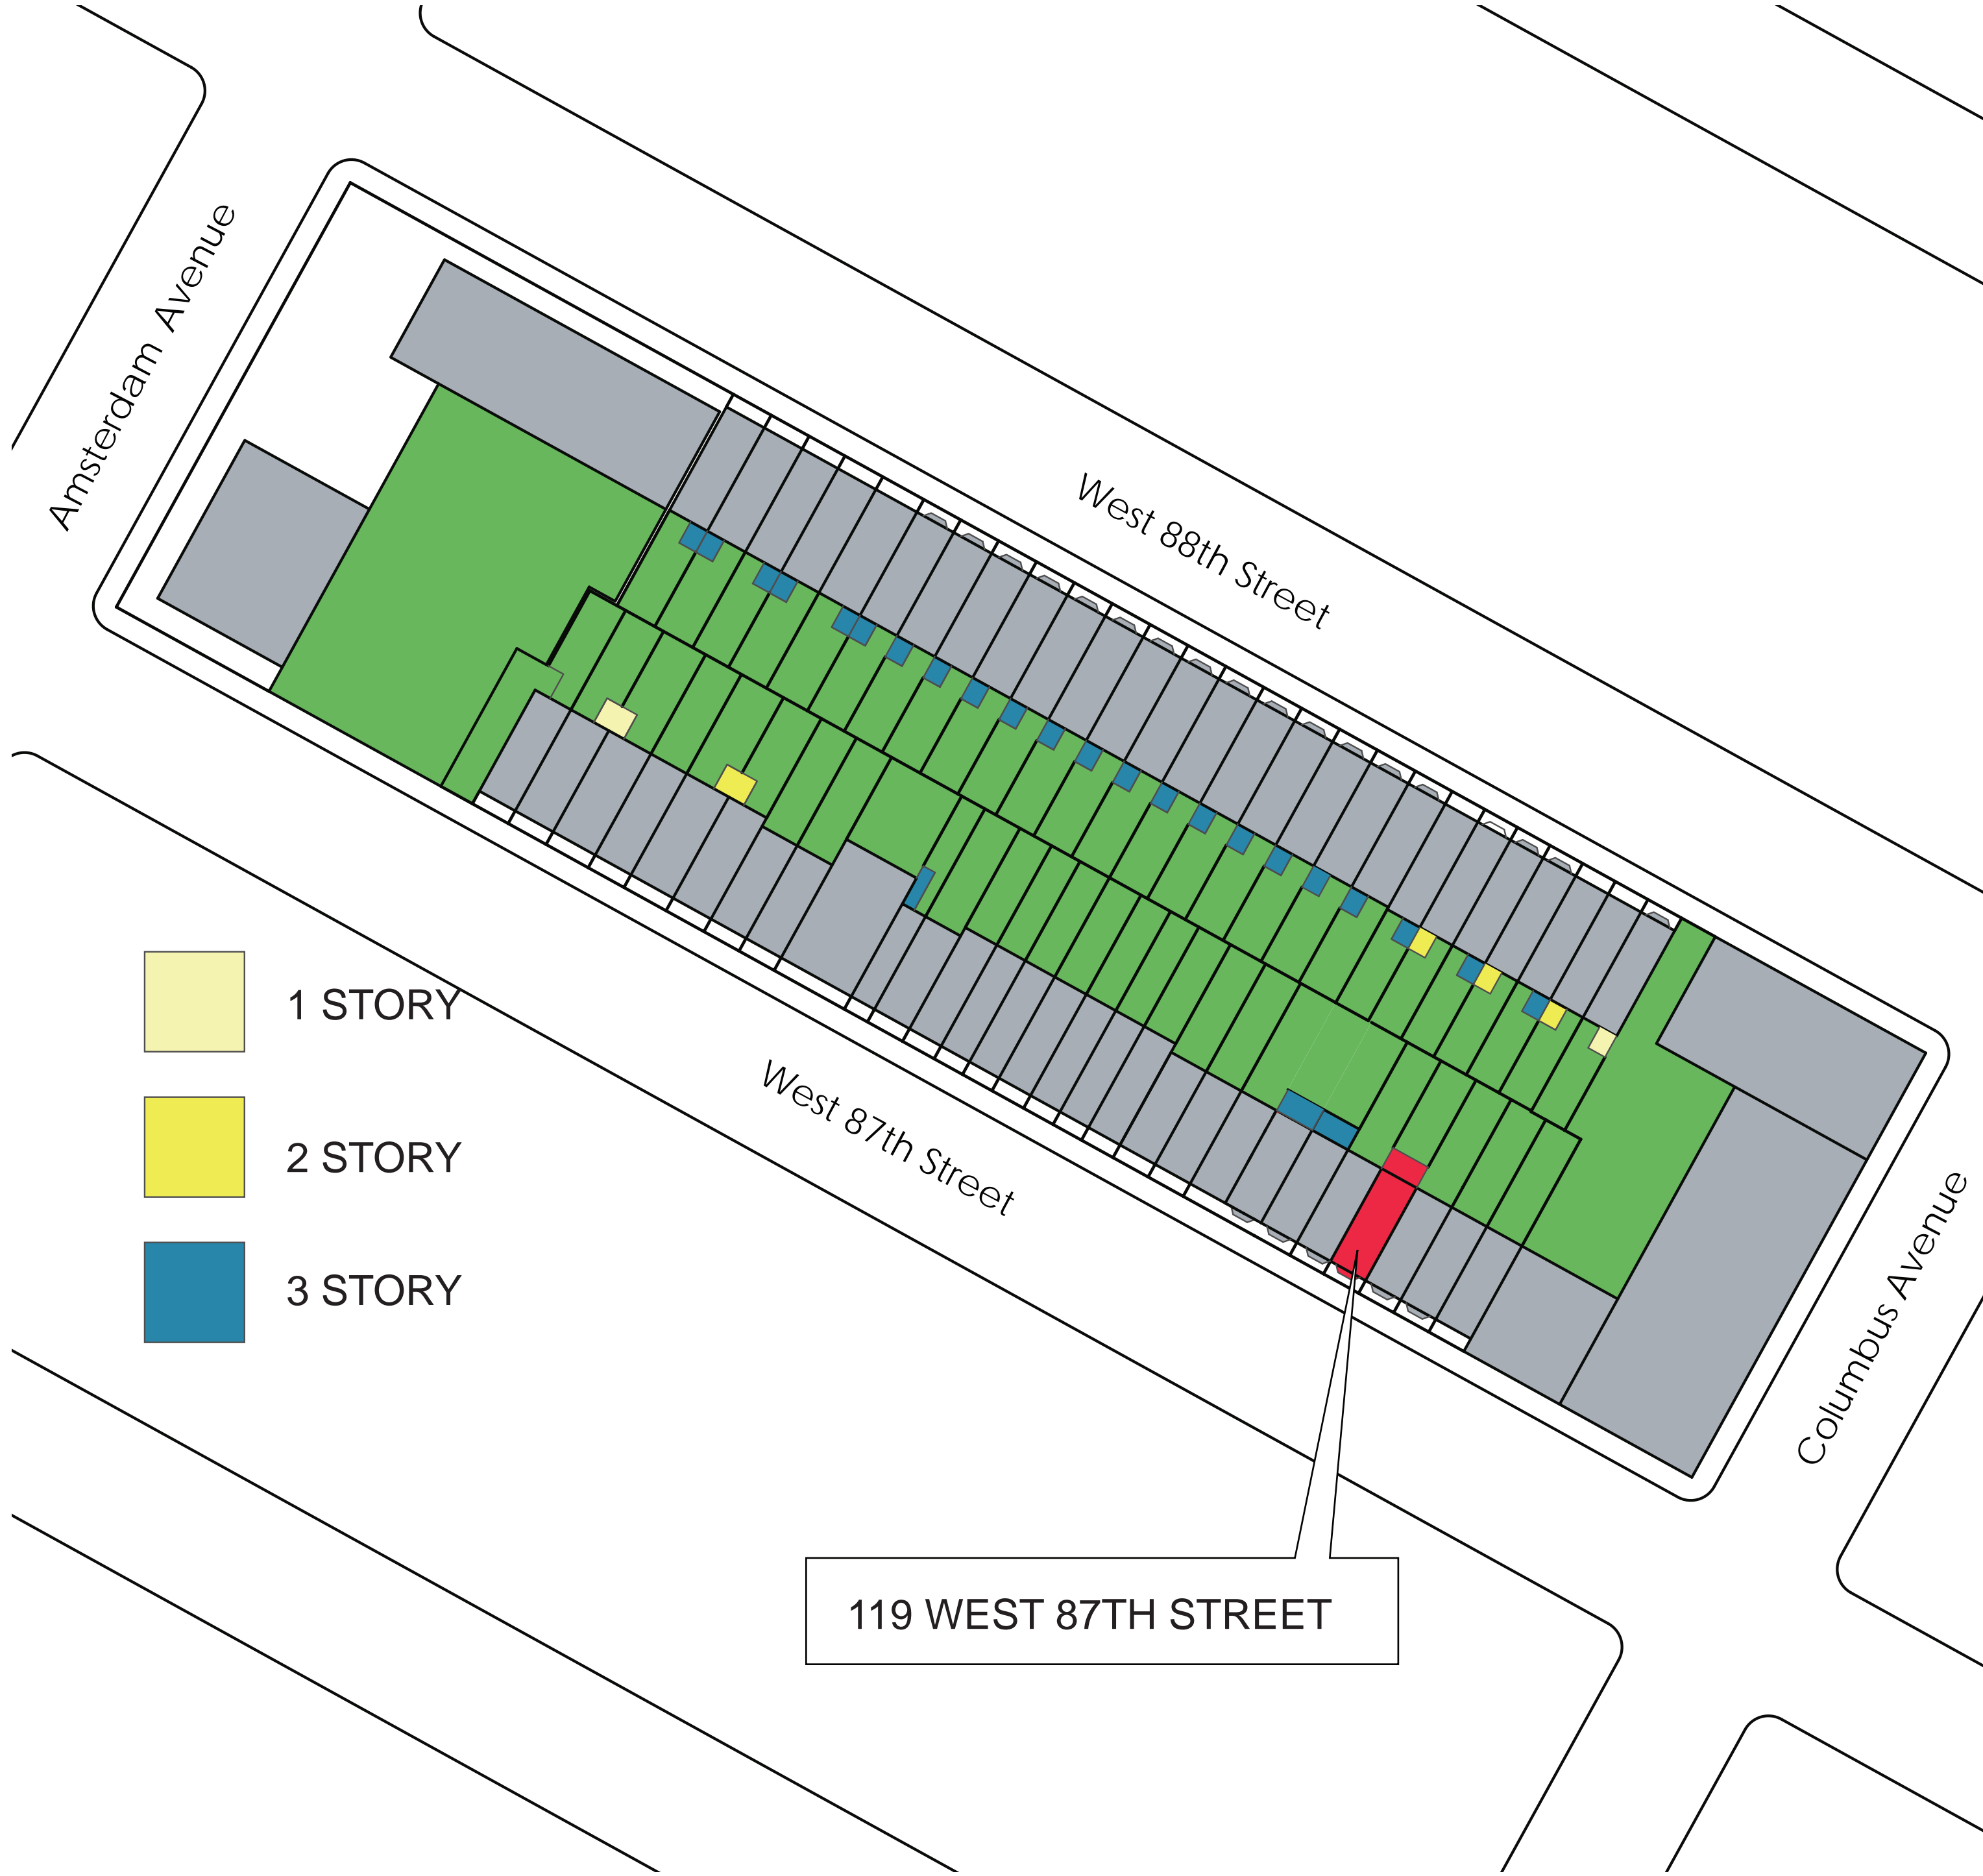 Amsterdam Avenue
West 88th Street
1 STORY
2 STORY
3 STORY
West 87th Street
Columbus Avenue
119 WEST 87TH STREET